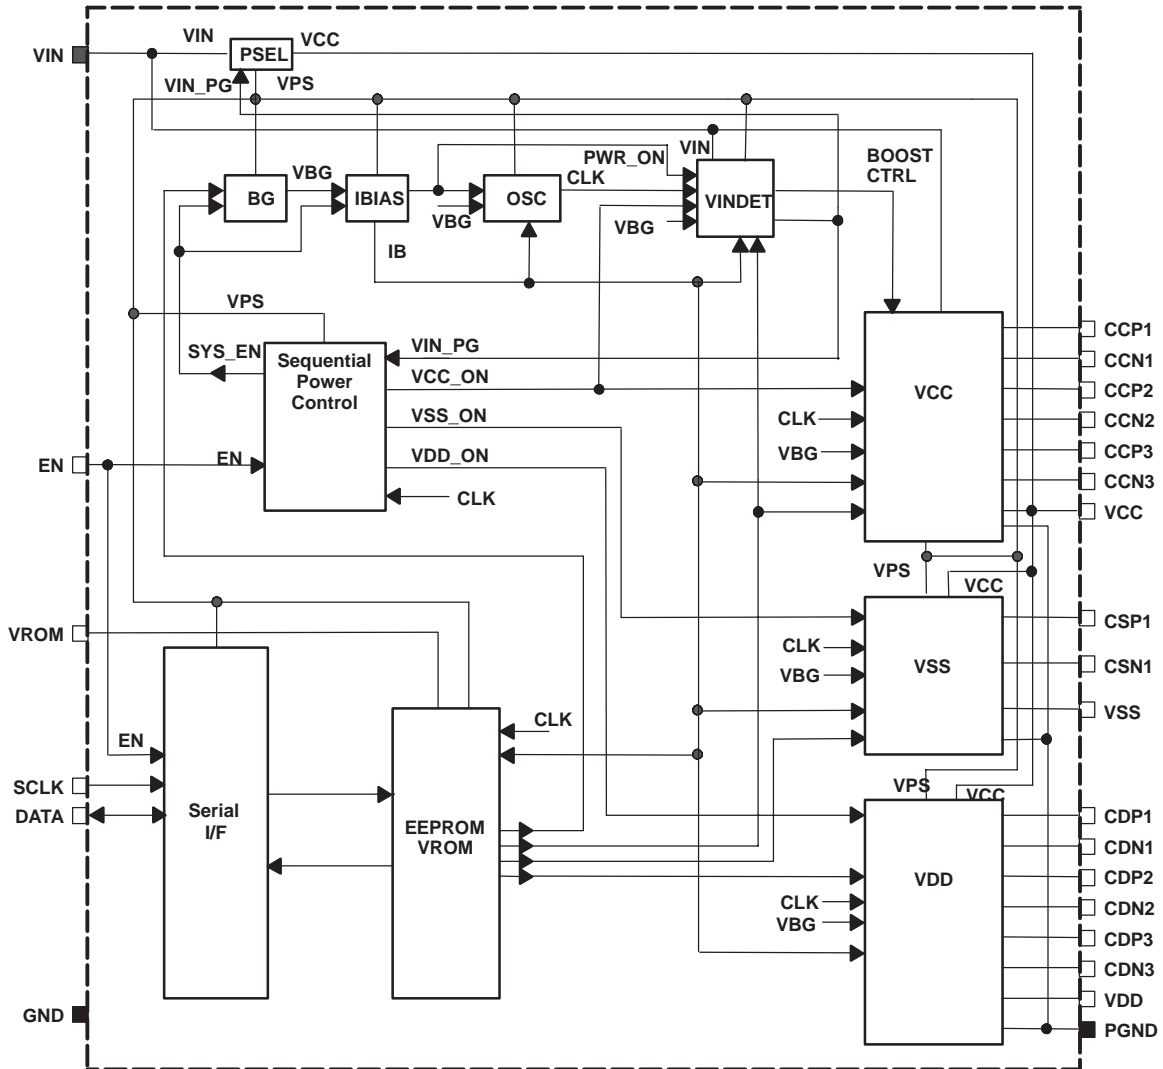 VIN
VIN
PSEL
VCC
VIN_PG
VPS
VBG
BG
IBIAS
VBG
OSC
CLK
PWR_ON
VIN
VBG
VINDET
BOOST
CTRL
IB
VPS
SYS_EN
Sequential
Power
Control
VIN_PG
VCC_ON
VSS_ON
VDD_ON
CLK
EN
EN
VCC
CLK
VBG
CCP1
CCN1
CCP2
CCN2
CCP3
CCN3
VCC
VPS
VCC
VROM
VSS
CLK
VBG
CSP1
CSN1
VSS
EN
SCLK
DATA
Serial
I/F
CLK
EEPROM
VROM
VPS
VCC
VDD
CLK
VBG
CDP1
CDN1
CDP2
CDN2
CDP3
CDN3
VDD
PGND
GND